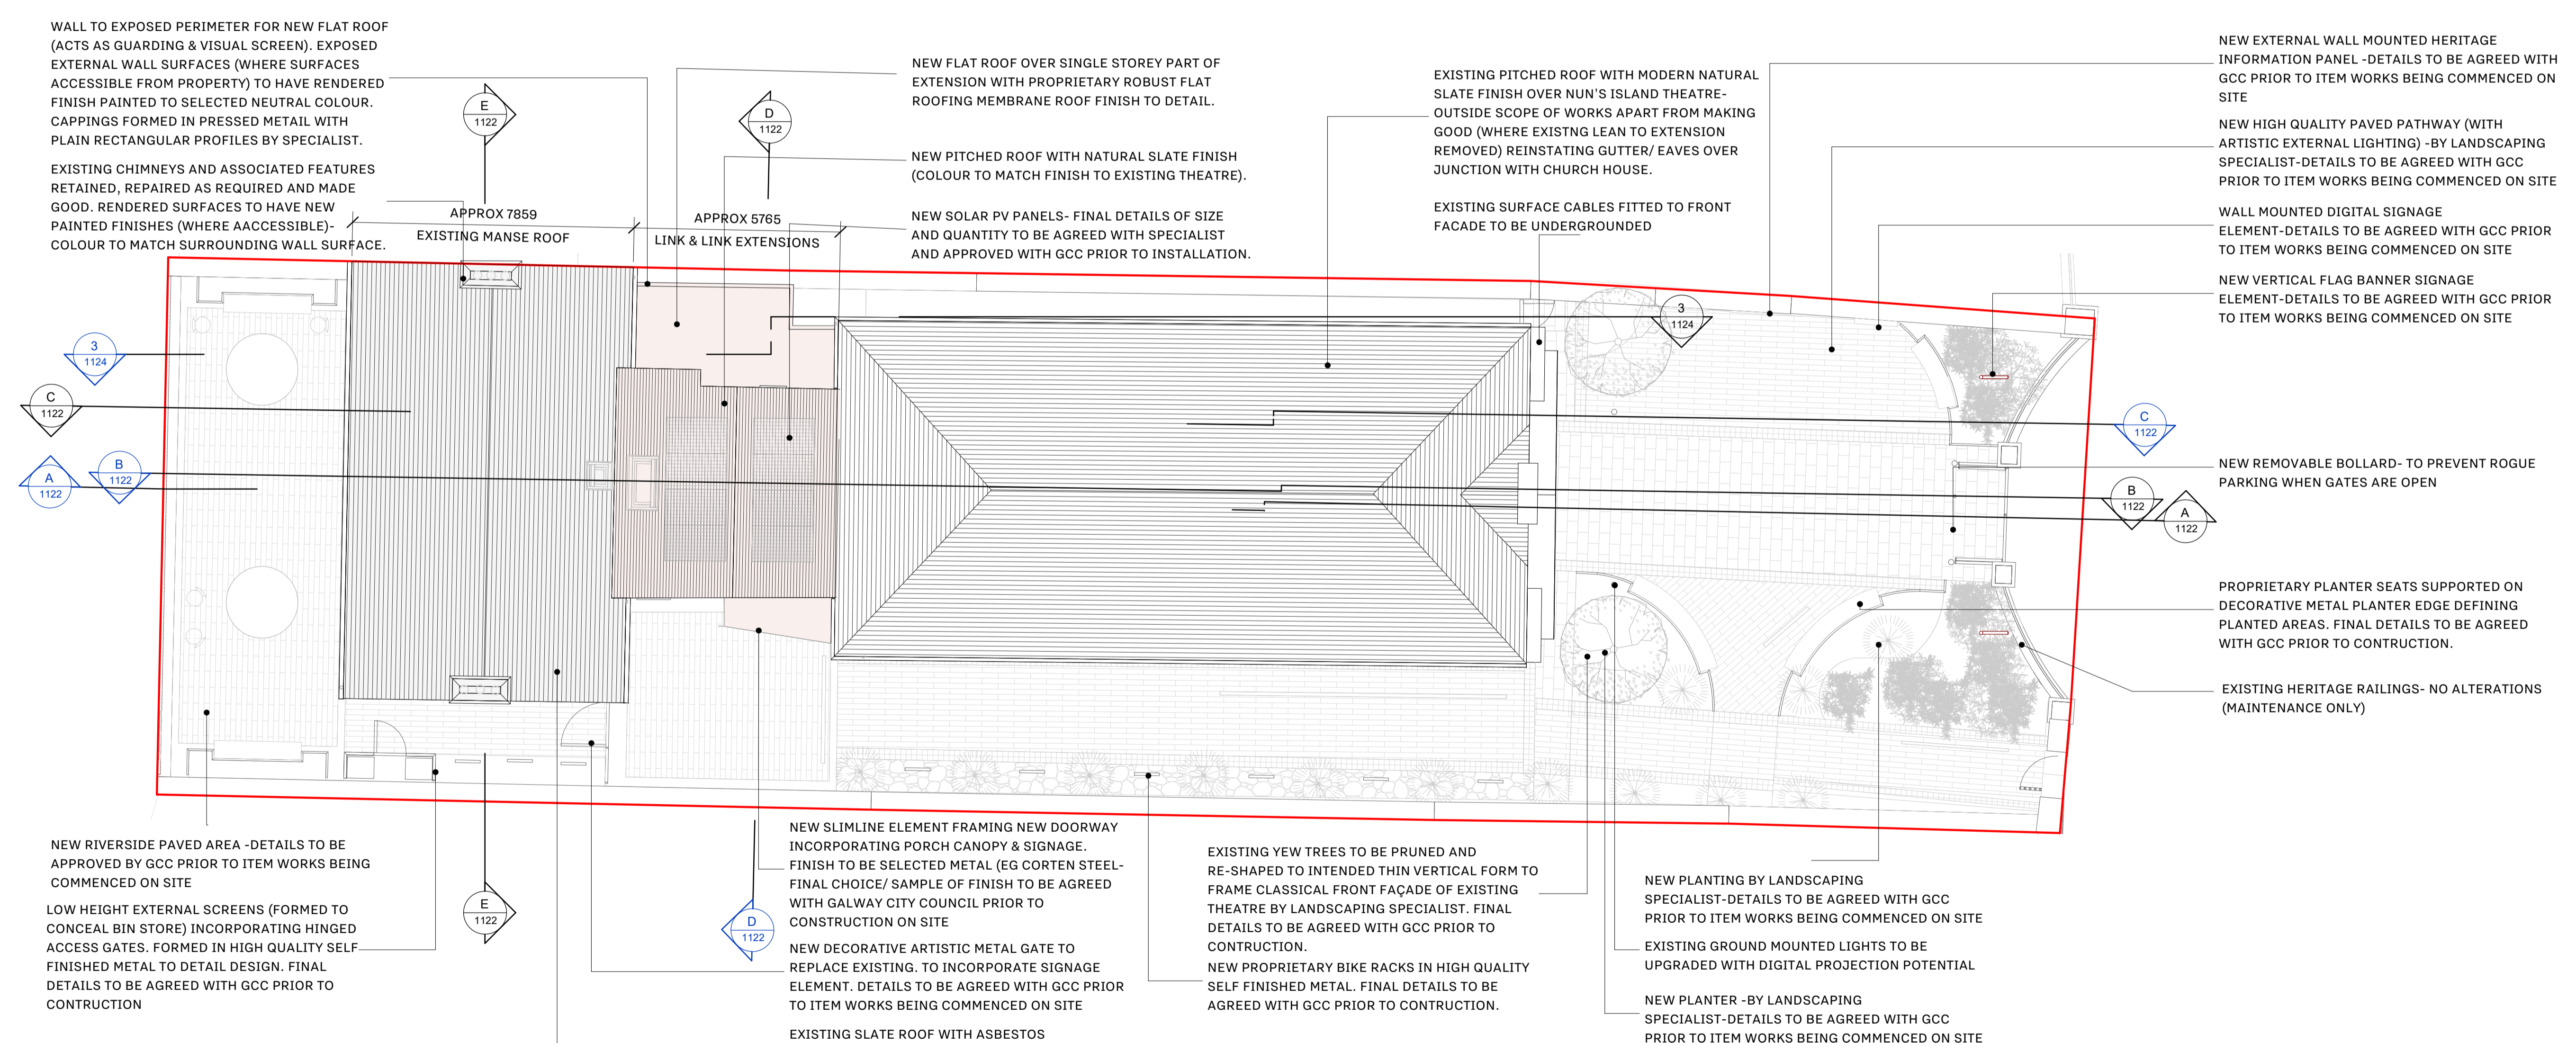 WALL TO EXPOSED PERIMETER FOR NEW FLAT ROOF
(ACTS AS GUARDING & VISUAL SCREEN). EXPOSED
EXTERNAL WALL SURFACES (WHERE SURFACES
ACCESSIBLE FROM PROPERTY) TO HAVE RENDERED
FINISH PAINTED TO SELECTED NEUTRAL COLOUR.
CAPPINGS FORMED IN PRESSED METAIL WITH
PLAIN RECTANGULAR PROFILES BY SPECIALIST.
EXISTING CHIMNEYS AND ASSOCIATED FEATURES
RETAINED, REPAIRED AS REQUIRED AND MADE
GOOD. RENDERED SURFACES TO HAVE NEW
PAINTED FINISHES (WHERE AACCESSIBLE)-
COLOUR TO MATCH SURROUNDING WALL SURFACE.
E
1122
D
1122
APPROX 7859
EXISTING MANSE ROOF
APPROX 5765
LINK & LINK EXTENSIONS
NEW FLAT ROOF OVER SINGLE STOREY PART OF
EXTENSION WITH PROPRIETARY ROBUST FLAT
ROOFING MEMBRANE ROOF FINISH TO DETAIL.
NEW PITCHED ROOF WITH NATURAL SLATE FINISH
(COLOUR TO MATCH FINISH TO EXISTING THEATRE).
NEW SOLAR PV PANELS- FINAL DETAILS OF SIZE
AND QUANTITY TO BE AGREED WITH SPECIALIST
AND APPROVED WITH GCC PRIOR TO INSTALLATION.
EXISTING PITCHED ROOF WITH MODERN NATURAL
SLATE FINISH OVER NUN'S ISLAND THEATRE-
OUTSIDE SCOPE OF WORKS APART FROM MAKING
GOOD (WHERE EXISTNG LEAN TO EXTENSION
REMOVED) REINSTATING GUTTER/ EAVES OVER
JUNCTION WITH CHURCH HOUSE.
EXISTING SURFACE CABLES FITTED TO FRONT
FACADE TO BE UNDERGROUNDED
NEW EXTERNAL WALL MOUNTED HERITAGE
INFORMATION PANEL -DETAILS TO BE AGREED WITH
GCC PRIOR TO ITEM WORKS BEING COMMENCED ON
SITE
NEW HIGH QUALITY PAVED PATHWAY (WITH
ARTISTIC EXTERNAL LIGHTING) -BY LANDSCAPING
SPECIALIST-DETAILS TO BE AGREED WITH GCC
PRIOR TO ITEM WORKS BEING COMMENCED ON SITE
WALL MOUNTED DIGITAL SIGNAGE
ELEMENT-DETAILS TO BE AGREED WITH GCC PRIOR
TO ITEM WORKS BEING COMMENCED ON SITE
NEW VERTICAL FLAG BANNER SIGNAGE
ELEMENT-DETAILS TO BE AGREED WITH GCC PRIOR
TO ITEM WORKS BEING COMMENCED ON SITE
3
1124
3
1124
C
1122
C
1122
A
1122
B
1122
B
1122
A
1122
NEW REMOVABLE BOLLARD- TO PREVENT ROGUE
PARKING WHEN GATES ARE OPEN
PROPRIETARY PLANTER SEATS SUPPORTED ON
DECORATIVE METAL PLANTER EDGE DEFINING
PLANTED AREAS. FINAL DETAILS TO BE AGREED
WITH GCC PRIOR TO CONTRUCTION.
EXISTING HERITAGE RAILINGS- NO ALTERATIONS
(MAINTENANCE ONLY)
NEW RIVERSIDE PAVED AREA -DETAILS TO BE
APPROVED BY GCC PRIOR TO ITEM WORKS BEING
COMMENCED ON SITE
LOW HEIGHT EXTERNAL SCREENS (FORMED TO
CONCEAL BIN STORE) INCORPORATING HINGED
ACCESS GATES. FORMED IN HIGH QUALITY SELF
FINISHED METAL TO DETAIL DESIGN. FINAL
DETAILS TO BE AGREED WITH GCC PRIOR TO
CONTRUCTION
E
1122
D
1122
NEW SLIMLINE ELEMENT FRAMING NEW DOORWAY
INCORPORATING PORCH CANOPY & SIGNAGE.
FINISH TO BE SELECTED METAL (EG CORTEN STEEL-
FINAL CHOICE/ SAMPLE OF FINISH TO BE AGREED
WITH GALWAY CITY COUNCIL PRIOR TO
CONSTRUCTION ON SITE
NEW DECORATIVE ARTISTIC METAL GATE TO
REPLACE EXISTING. TO INCORPORATE SIGNAGE
ELEMENT. DETAILS TO BE AGREED WITH GCC PRIOR
TO ITEM WORKS BEING COMMENCED ON SITE
EXISTING SLATE ROOF WITH ASBESTOS
EXISTING YEW TREES TO BE PRUNED AND
RE-SHAPED TO INTENDED THIN VERTICAL FORM TO
FRAME CLASSICAL FRONT FAÇADE OF EXISTING
THEATRE BY LANDSCAPING SPECIALIST. FINAL
DETAILS TO BE AGREED WITH GCC PRIOR TO
CONTRUCTION.
NEW PROPRIETARY BIKE RACKS IN HIGH QUALITY
SELF FINISHED METAL. FINAL DETAILS TO BE
AGREED WITH GCC PRIOR TO CONTRUCTION.
NEW PLANTING BY LANDSCAPING
SPECIALIST-DETAILS TO BE AGREED WITH GCC
PRIOR TO ITEM WORKS BEING COMMENCED ON SITE
EXISTING GROUND MOUNTED LIGHTS TO BE
UPGRADED WITH DIGITAL PROJECTION POTENTIAL
NEW PLANTER -BY LANDSCAPING
SPECIALIST-DETAILS TO BE AGREED WITH GCC
PRIOR TO ITEM WORKS BEING COMMENCED ON SITE